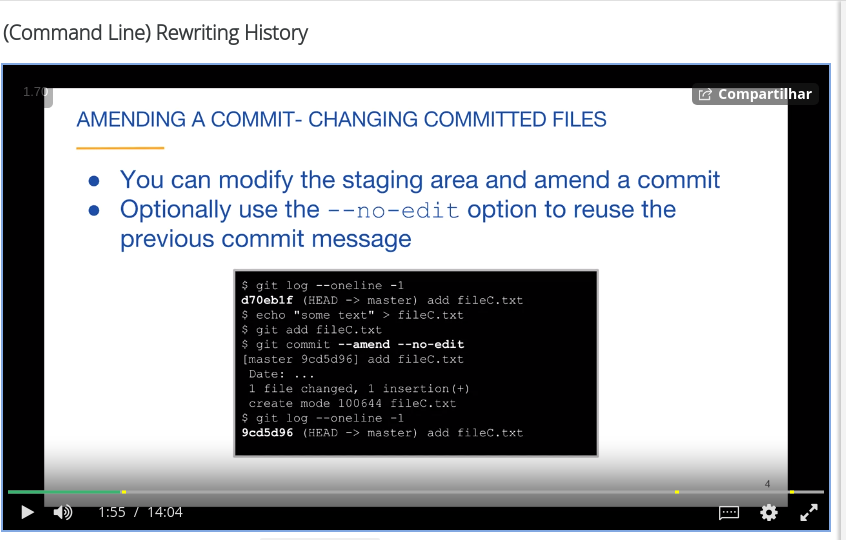 (Command Line) Rewriting History
1.70
Compartilhar
AMENDING A COMMIT- CHANGING COMMITTED FILES
● You can modify the staging area and amend a commit
● Optionally use the --no-edit option to reuse the
previous commit message
$ git log --oneline -1
d70eb1f (HEAD -> master) add fileC.txt
$ echo "some text" > fileC.txt
$ git add fileC.txt
$ git commit --amend --no-edit
[master 9cd5d96] add fileC.txt
Date: ...
1 file changed, 1 insertion(+)
create mode 100644 fileC.txt
$ git log --oneline -1
9cd5d96 (HEAD -> master) add fileC.txt
4
1:55 / 14:04